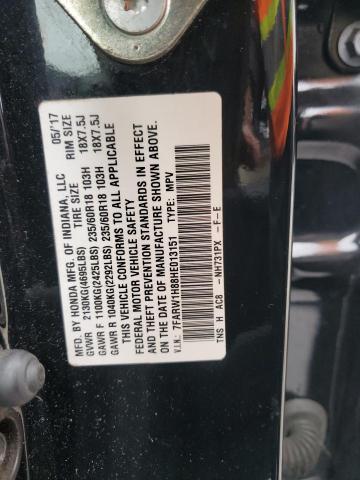 MFD. BY HONDA MFG. OF INDIANA, LLC 05/'17
TIRE SIZE RIM SIZE
GVWR 2130KG(4695LBS)
GAWR F 1100KG(2425LBS) 235/60R18 103H 18X7.5J
GAWR R 1040KG(2292LBS) 235/60R18 103H 18X7.5J
THIS VEHICLE CONFORMS TO ALL APPLICABLE
FEDERAL MOTOR VEHICLE SAFETY STANDARDS IN EFFECT
AND THEFT PREVENTION STANDARDS IN EFFECT
ON THE DATE OF MANUFACTURE SHOWN ABOVE.
V.I.N.: 7FARW1H88HE013151 TYPE: MPV
TNS H AC8 -NH731PX -F-E